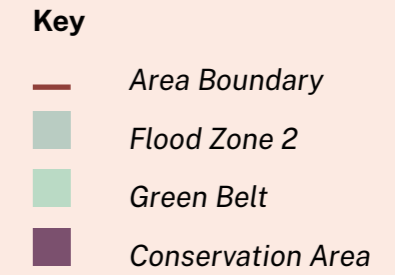 Key
Area Boundary
Flood Zone 2
Green Belt
Conservation Area